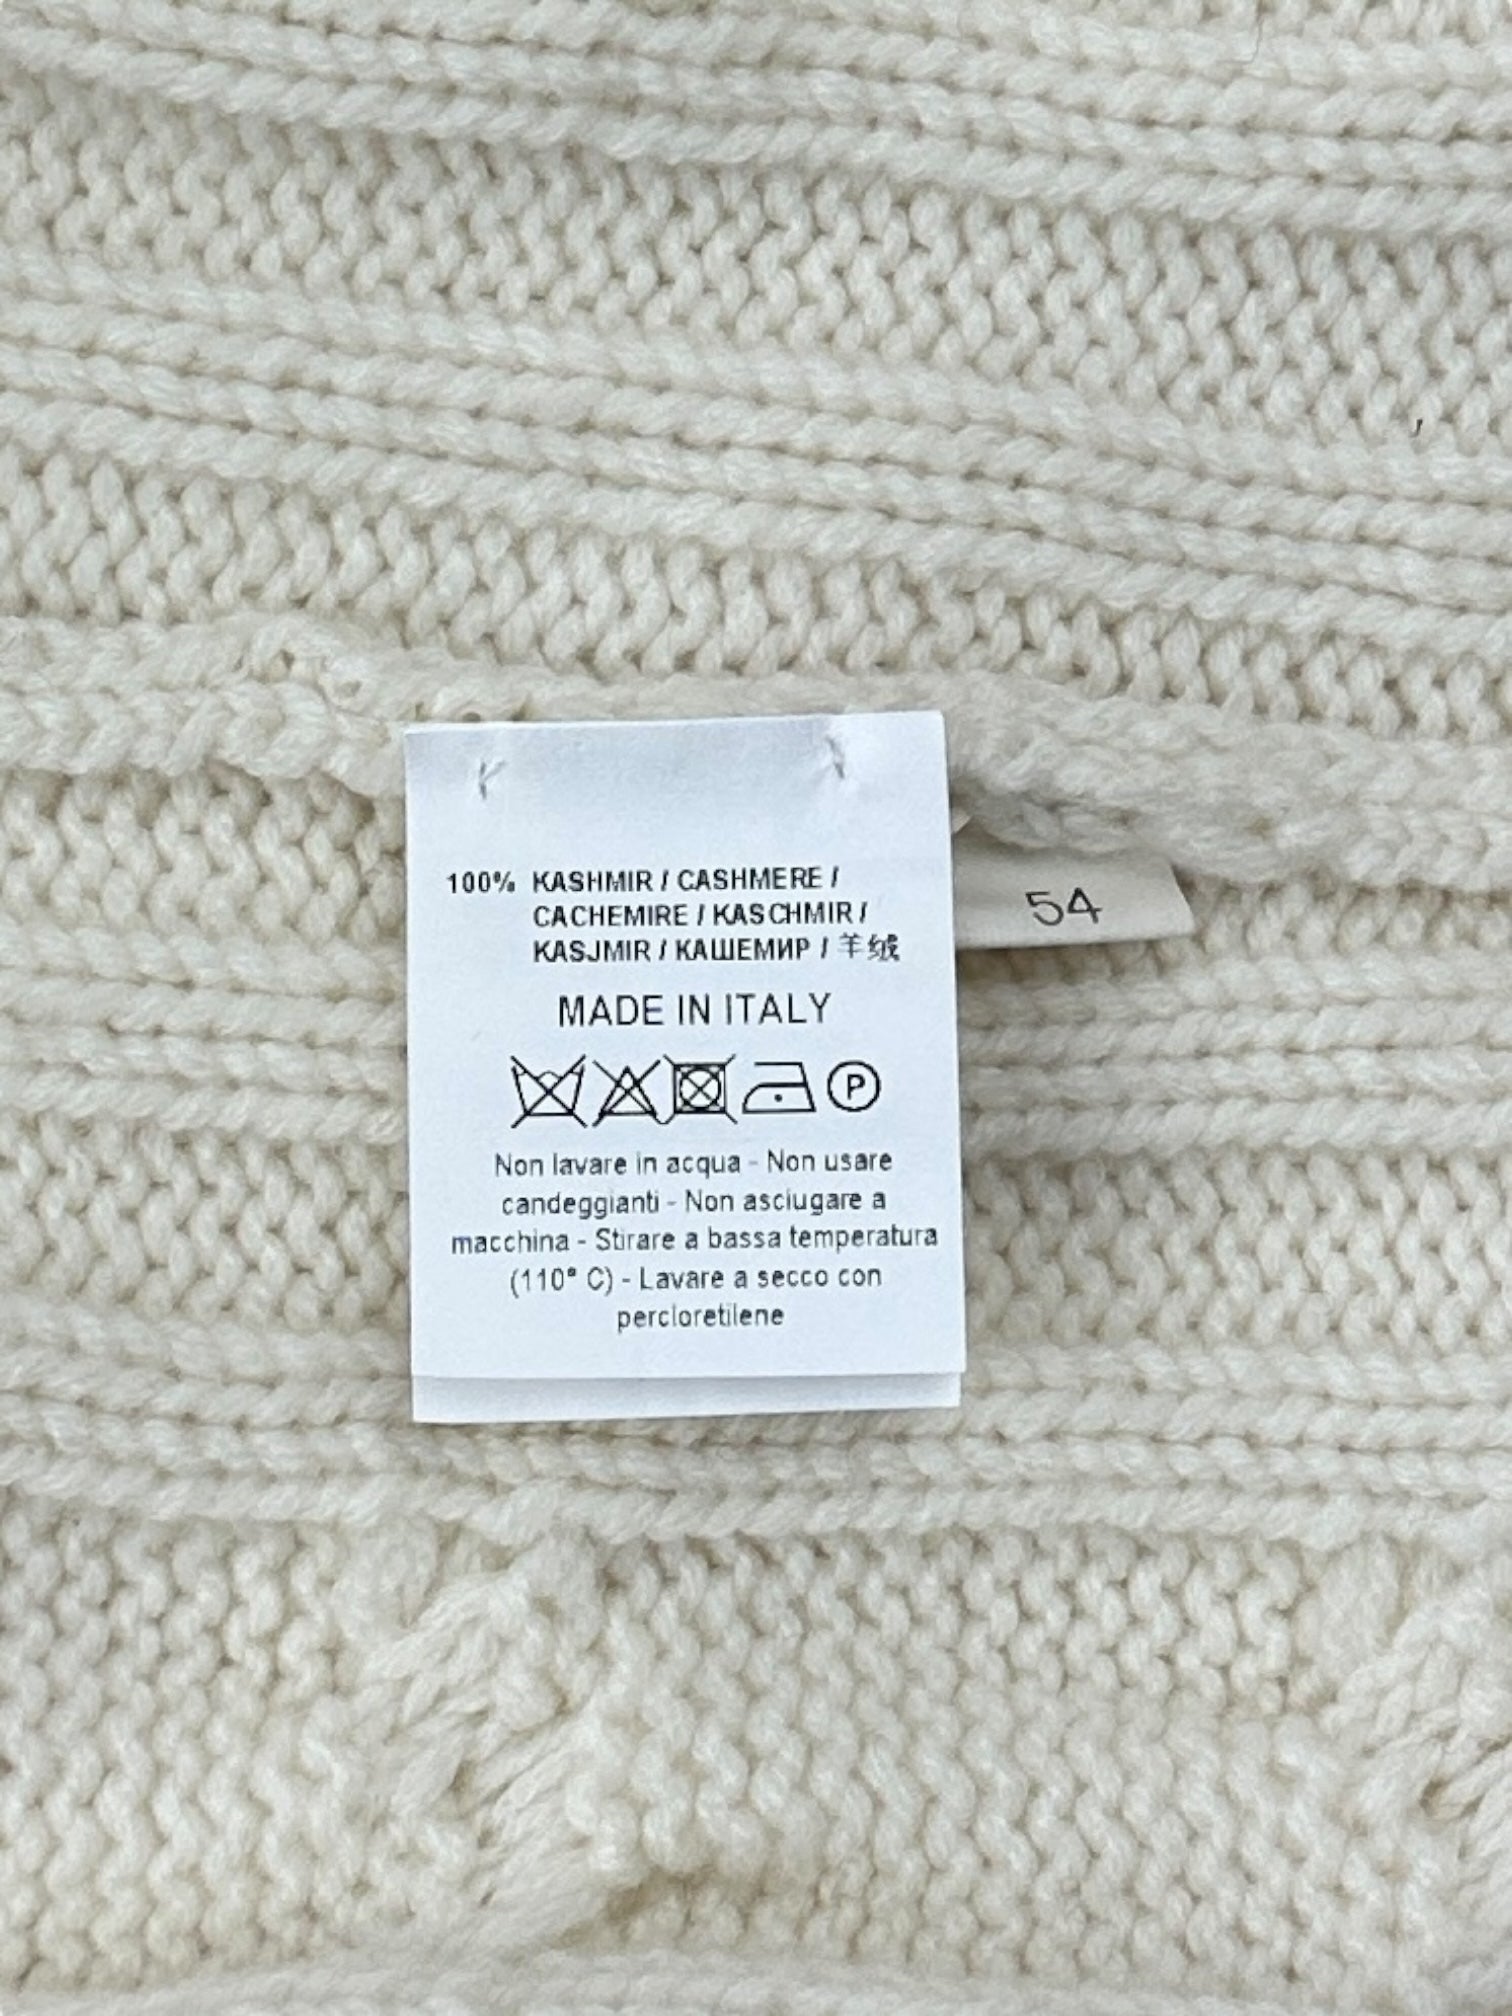 100% KASHMIR / CASHMERE /
CACHEMIRE / KASCHMIR /
KASJMIR / КАШЕМИР / 羊绒
54
MADE IN ITALY
P
Non lavare in acqua - Non usare
candeggianti - Non asciugare a
macchina - Stirare a bassa temperatura
(110° C) - Lavare a secco con
percloretilene